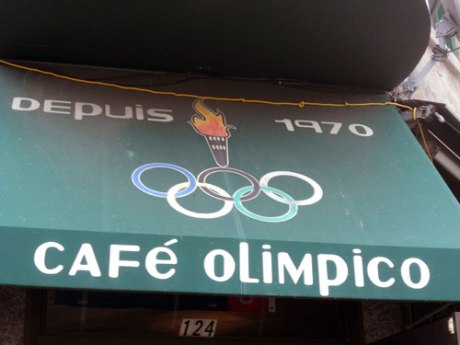 DEPUIS 1970
CAFé OLIMPICO
124